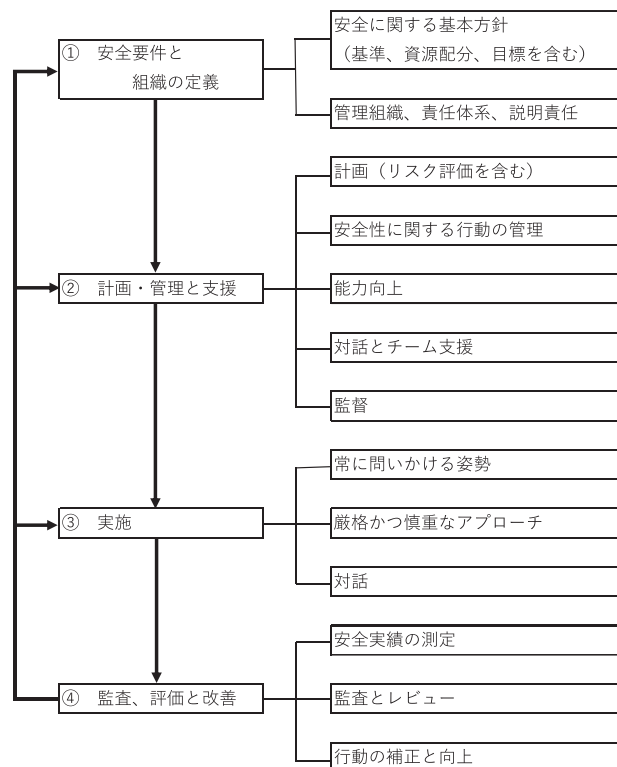 ① 安全要件と
組織の定義
安全に関する基本方針
（基準、資源配分、目標を含む）
管理組織、責任体系、説明責任
② 計画・管理と支援
計画（リスク評価を含む）
安全性に関する行動の管理
能力向上
対話とチーム支援
監督
③ 実施
常に問いかける姿勢
厳格かつ慎重なアプローチ
対話
④ 監査、評価と改善
安全実績の測定
監査とレビュー
行動の補正と向上